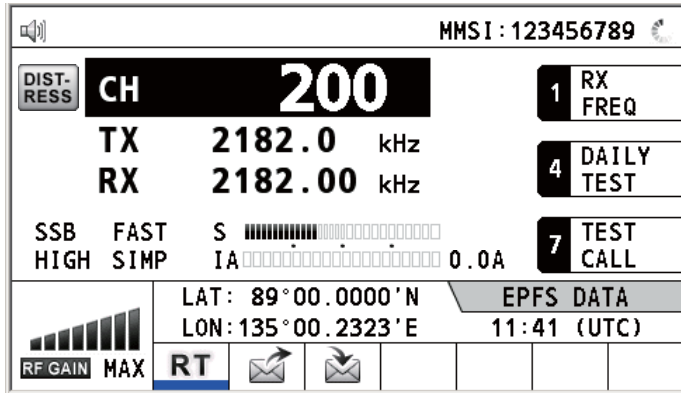 MMSI:123456789
DIST-
RESS
CH 200
1 RX
FREQ
TX 2182.0 kHz
RX 2182.00 kHz
4 DAILY
TEST
SSB FAST S
HIGH SIMP IA 0.0A
7 TEST
CALL
LAT: 89°00.0000'N
LON:135°00.2323'E
EPFS DATA
11:41 (UTC)
RF GAIN MAX
RT